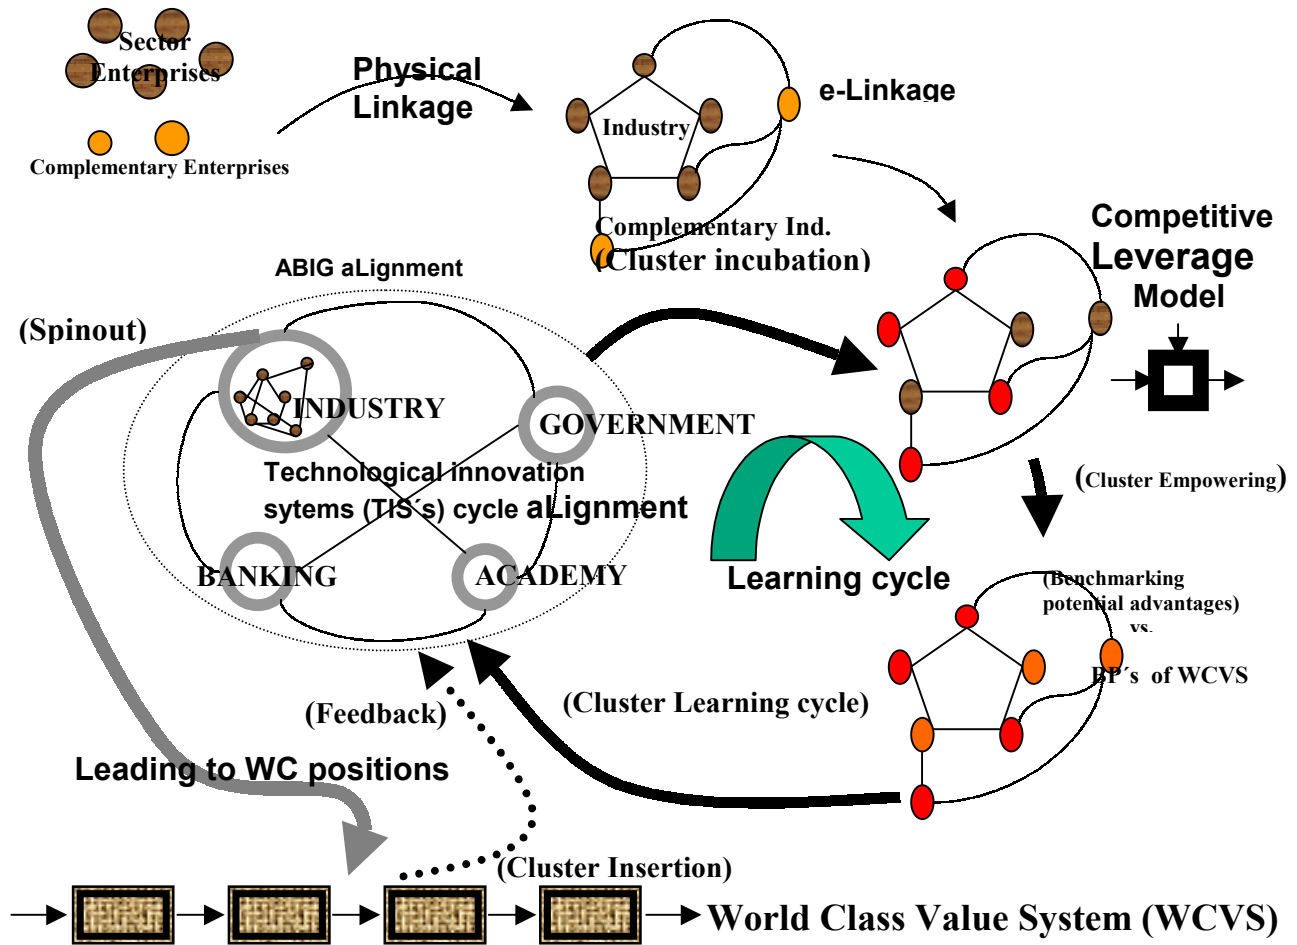 Sector
Enterprises
Complementary Enterprises
Physical
Linkage
Industry
e-Linkage
Complementary Ind.
(Cluster incubation)
Competitive
Leverage
Model
ABIG aLignment
(Spinout)
INDUSTRY
GOVERNMENT
Technological innovation
sytems (TIS´s) cycle aLignment
BANKING
ACADEMY
(Cluster Empowering)
Learning cycle
(Benchmarking
potential advantages)
vs.
BP´s of WCVS
(Cluster Learning cycle)
(Feedback)
Leading to WC positions
(Cluster Insertion)
World Class Value System (WCVS)